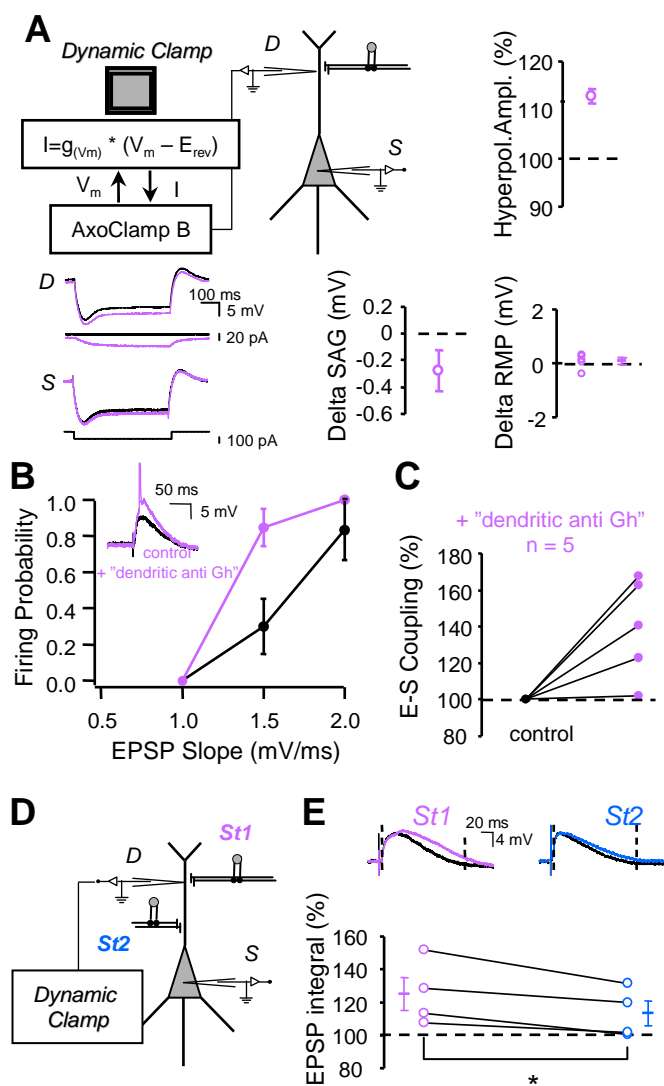 A
Dynamic Clamp
D
I=g(Vm) * (Vm – Erev)
Vm
I
S
AxoClamp B
Hyperpol.Ampl. (%)
120
110
100
90
D
100 ms
5 mV
20 pA
S
100 pA
Delta SAG (mV)
0.2
0
-0.2
-0.4
-0.6
Delta RMP (mV)
2
0
-2
B
Firing Probability
1.0
0.8
0.6
0.4
0.2
0.0
50 ms
5 mV
control
+ "dendritic anti Gh"
0.5
1.0
1.5
2.0
EPSP Slope (mV/ms)
C
+ "dendritic anti Gh"
n = 5
E-S Coupling (%)
180
160
140
120
100
80
control
D
St1
D
St2
S
Dynamic
Clamp
E
St1
20 ms
4 mV
St2
EPSP integral (%)
160
140
120
100
80
*